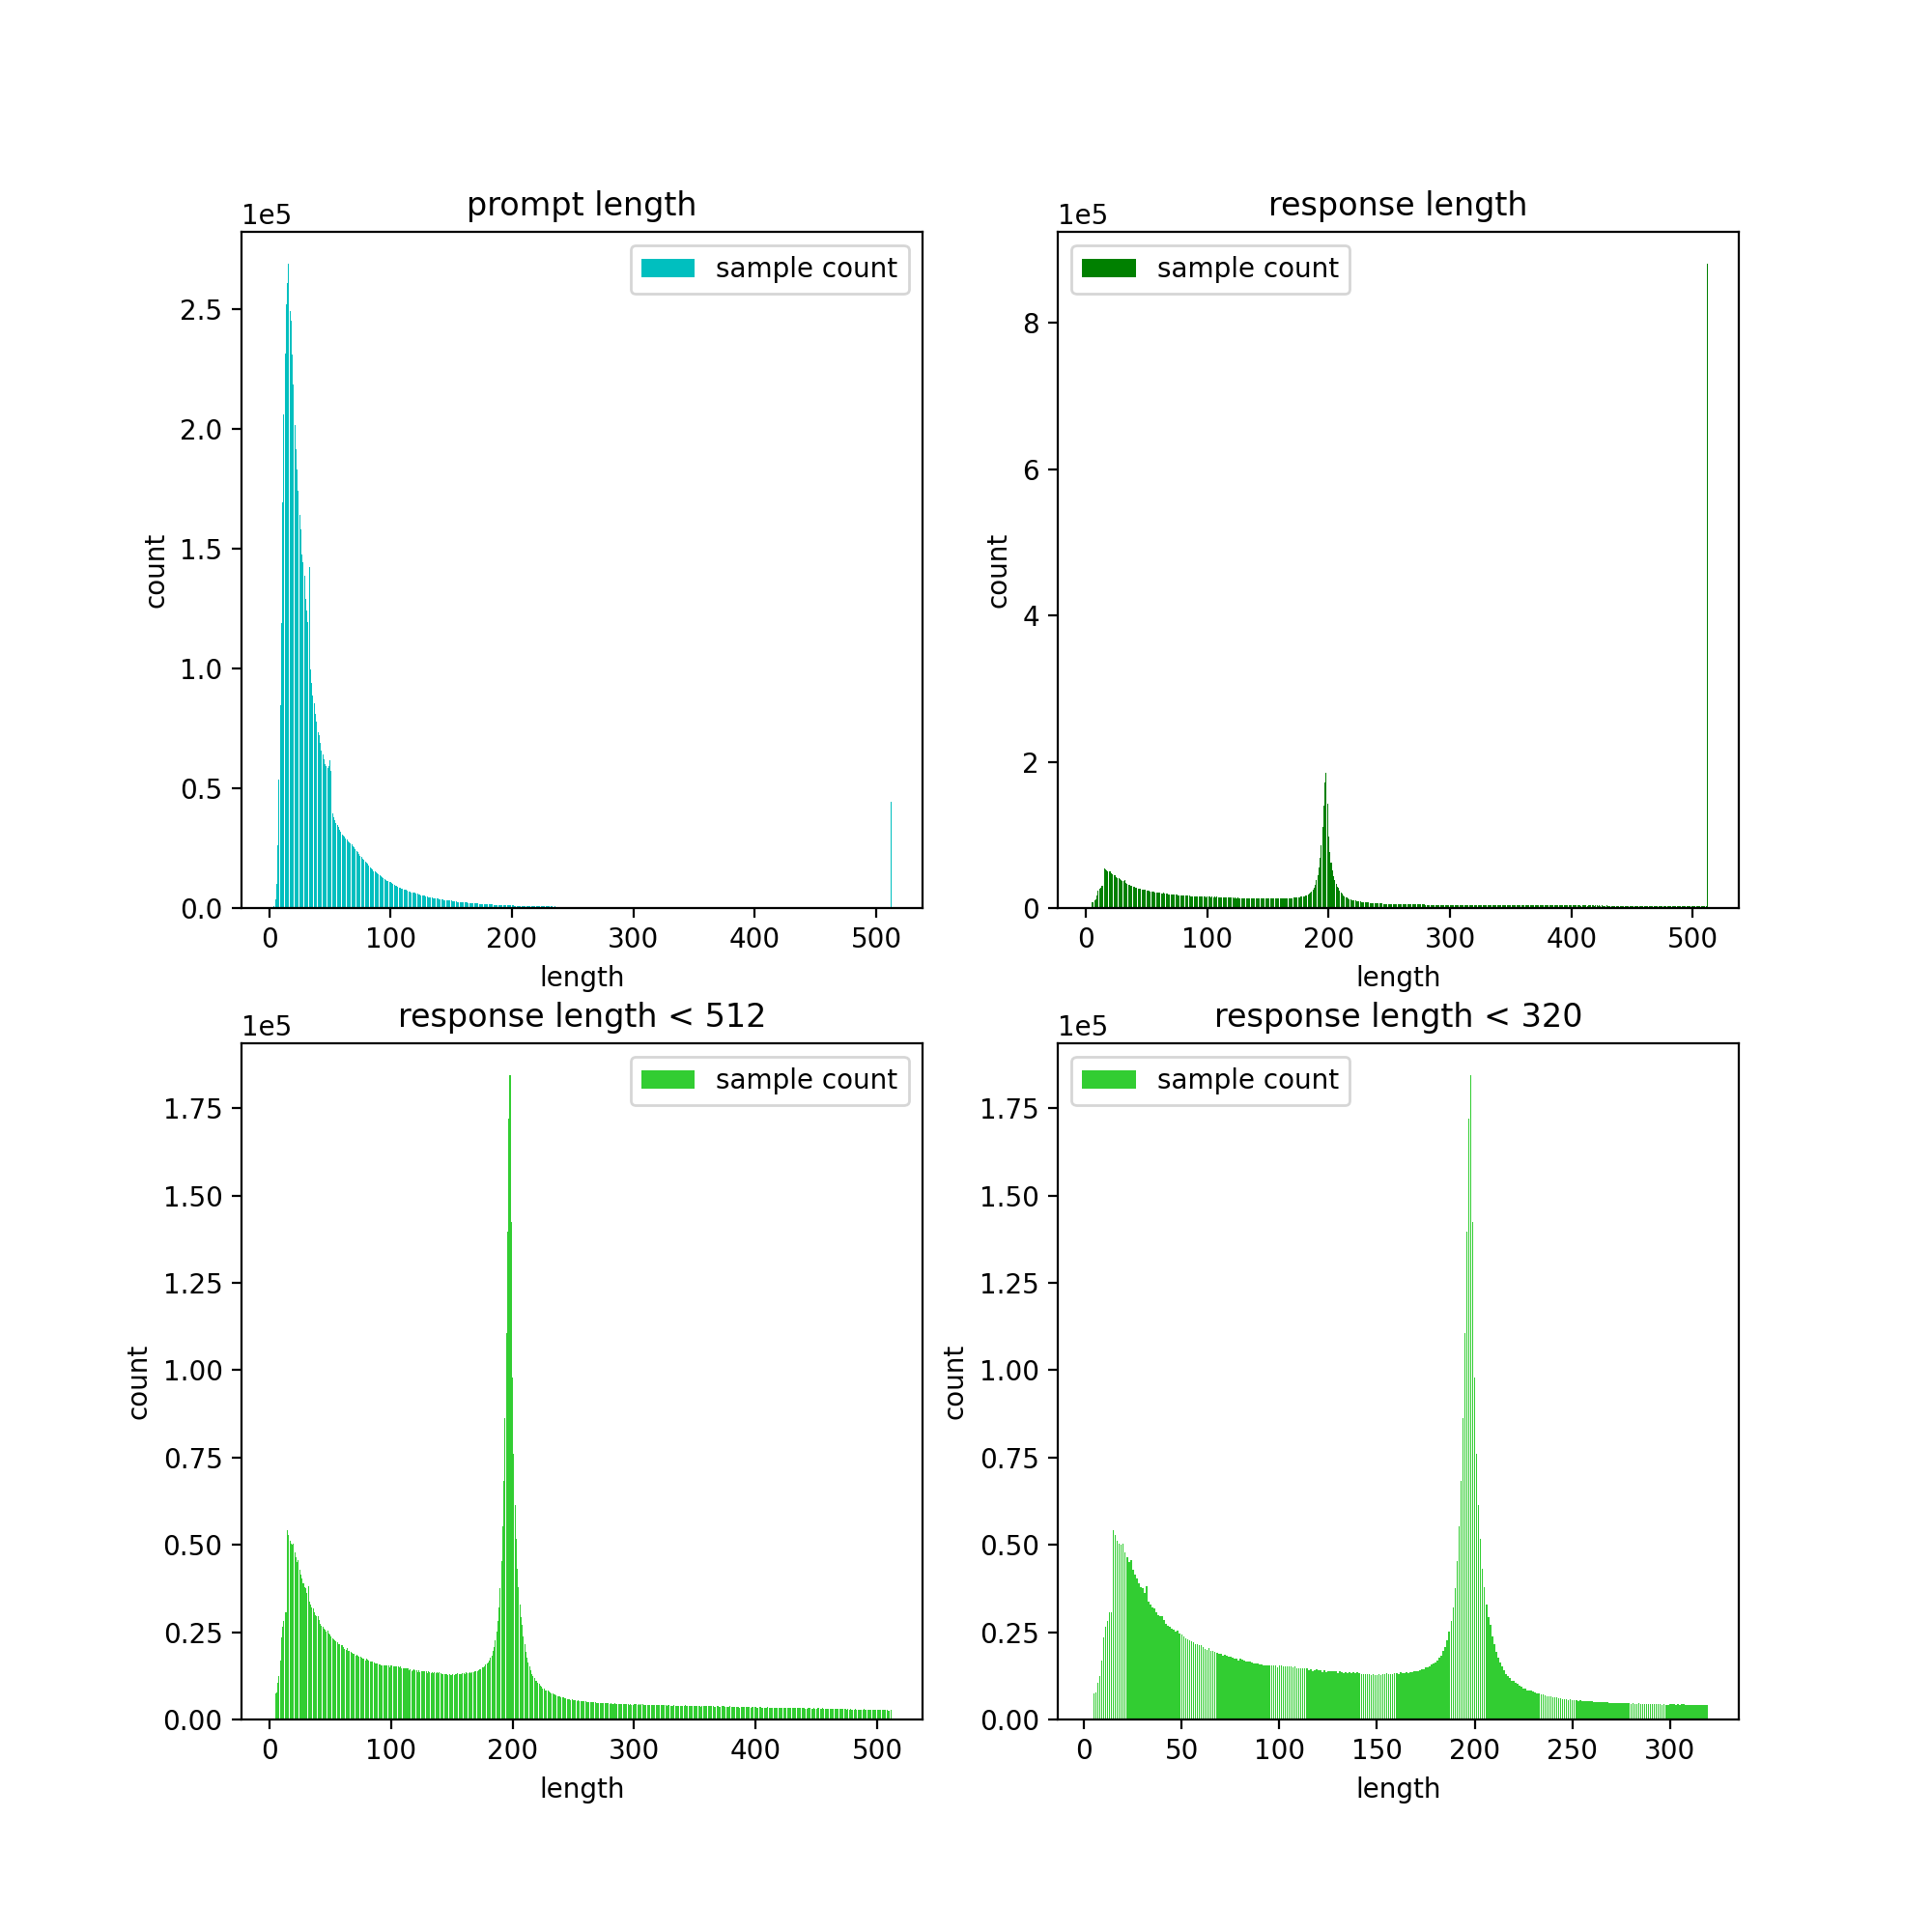 prompt length
1e5
sample count
2.5
2.0
1.5
1.0
0.5
0.0
count
0 100 200 300 400 500
length
response length
1e5
sample count
8
6
4
2
0
count
0 100 200 300 400 500
length
response length < 512
1e5
sample count
1.75
1.50
1.25
1.00
0.75
0.50
0.25
0.00
count
0 100 200 300 400 500
length
response length < 320
1e5
sample count
1.75
1.50
1.25
1.00
0.75
0.50
0.25
0.00
count
0 50 100 150 200 250 300
length